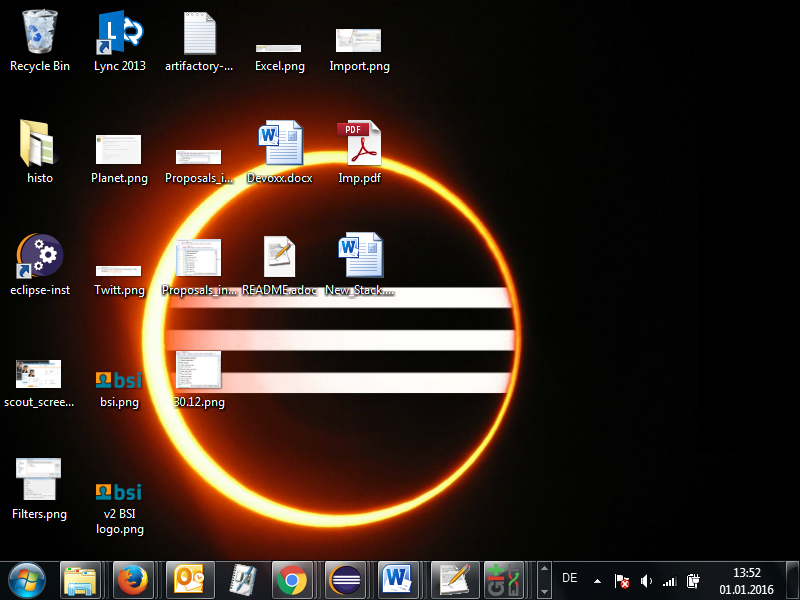 Recycle Bin
Lync 2013
artifactory-...
Excel.png
Import.png
PDF
histo
Planet.png
Proposals_i...
Devoxx.docx
Imp.pdf
eclipse-inst
Twitt.png
Proposals_in...
README.adoc
New_Stack....
bsi
scout_scree...
bsi.png
30.12.png
bsi
Filters.png
v2 BSI
logo.png
DE
13:52
01.01.2016